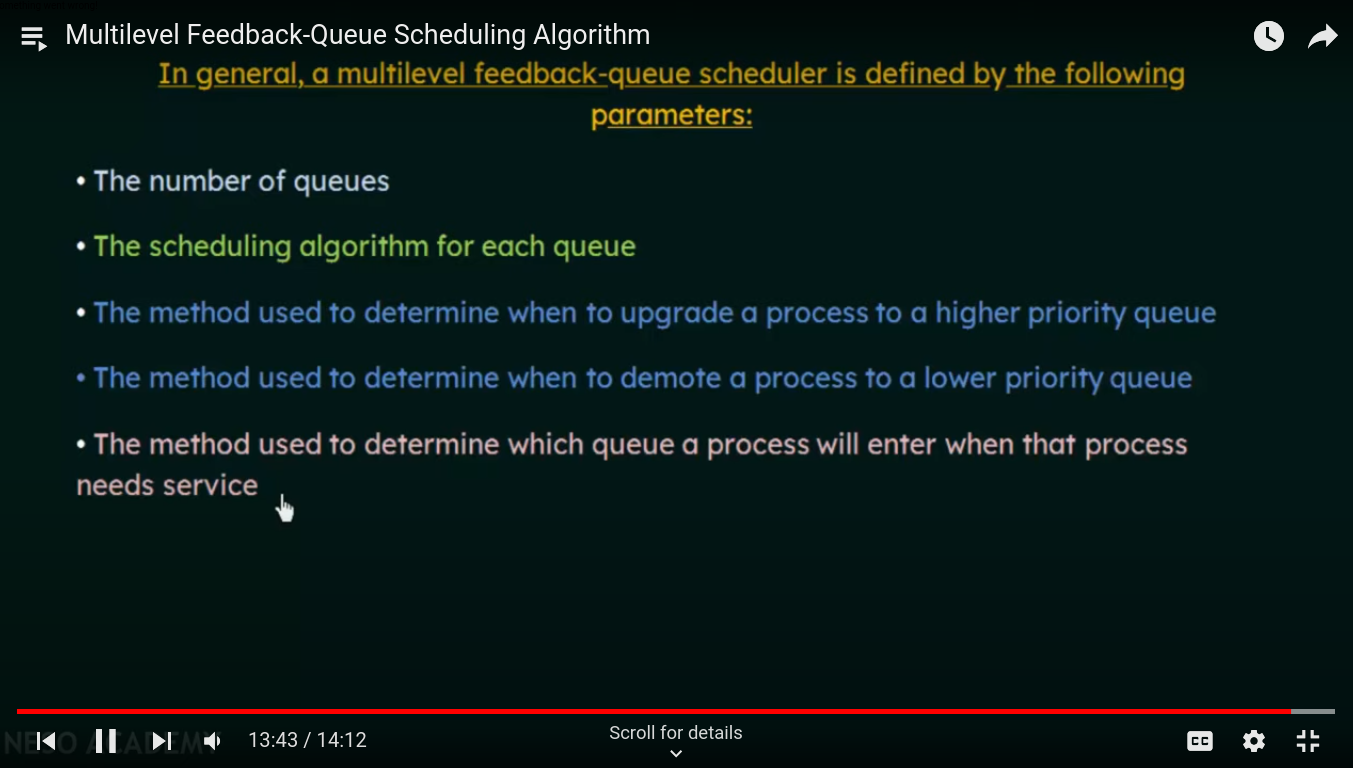 Multilevel Feedback-Queue Scheduling Algorithm
In general, a multilevel feedback-queue scheduler is defined by the following
parameters:
• The number of queues
• The scheduling algorithm for each queue
• The method used to determine when to upgrade a process to a higher priority queue
• The method used to determine when to demote a process to a lower priority queue
• The method used to determine which queue a process will enter when that process
needs service
NESO ACADEMY
13:43 / 14:12
Scroll for details
CC